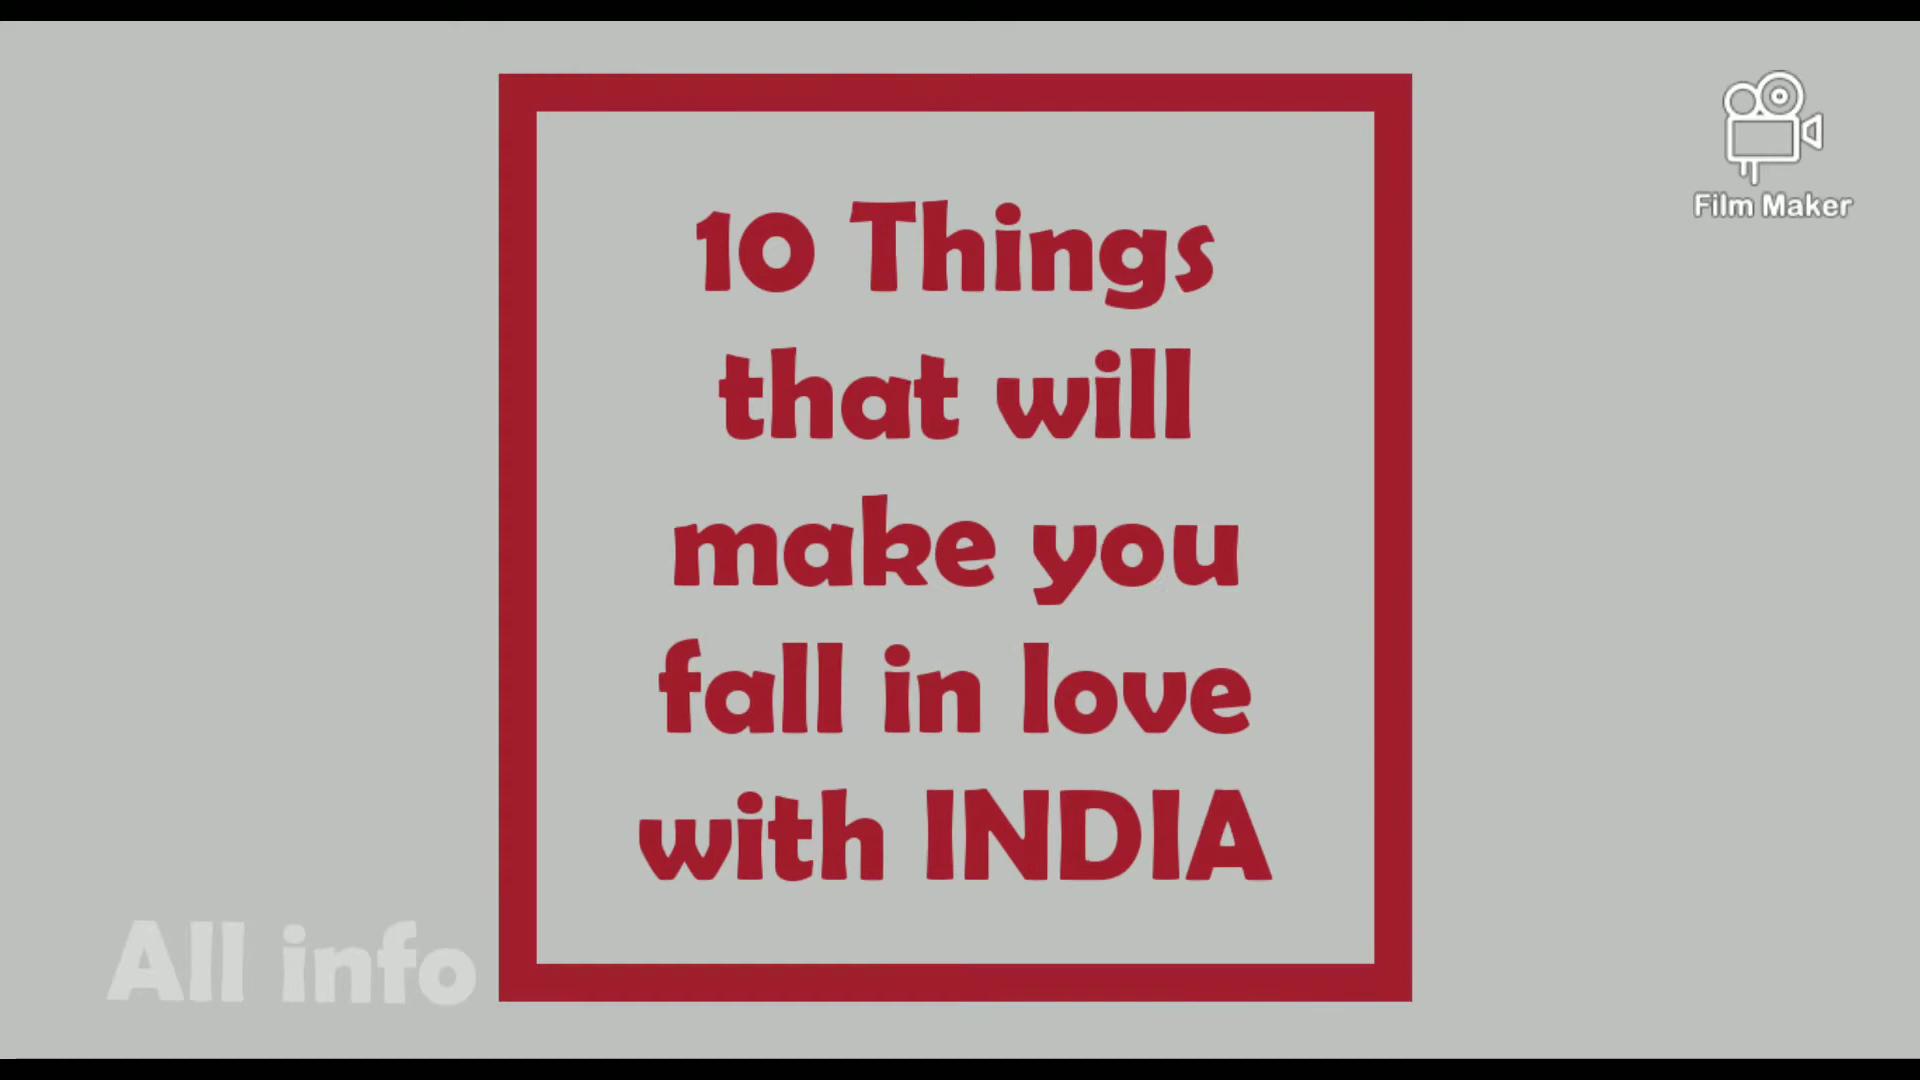 10 Things
that will
make you
fall in love
with INDIA
Film Maker
All info